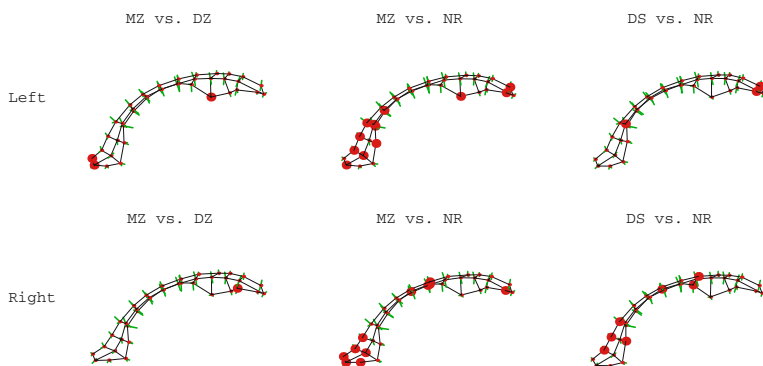 MZ vs. DZ MZ vs. NR DS vs. NR
Left
MZ vs. DZ MZ vs. NR DS vs. NR
Right